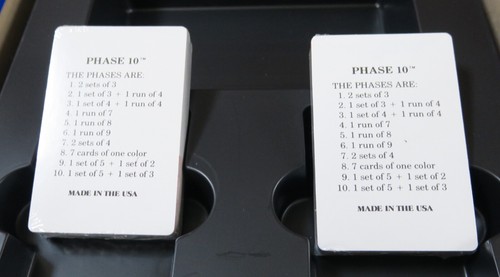 PHASE 10™
THE PHASES ARE:
1. 2 sets of 3
2. 1 set of 3 + 1 run of 4
3. 1 set of 4 + 1 run of 4
4. 1 run of 7
5. 1 run of 8
6. 1 run of 9
7. 2 sets of 4
8. 7 cards of one color
9. 1 set of 5 + 1 set of 2
10. 1 set of 5 + 1 set of 3
MADE IN THE USA
PHASE 10™
THE PHASES ARE:
1. 2 sets of 3
2. 1 set of 3 + 1 run of 4
3. 1 set of 4 + 1 run of 4
4. 1 run of 7
5. 1 run of 8
6. 1 run of 9
7. 2 sets of 4
8. 7 cards of one color
9. 1 set of 5 + 1 set of 2
10. 1 set of 5 + 1 set of 3
MADE IN THE USA